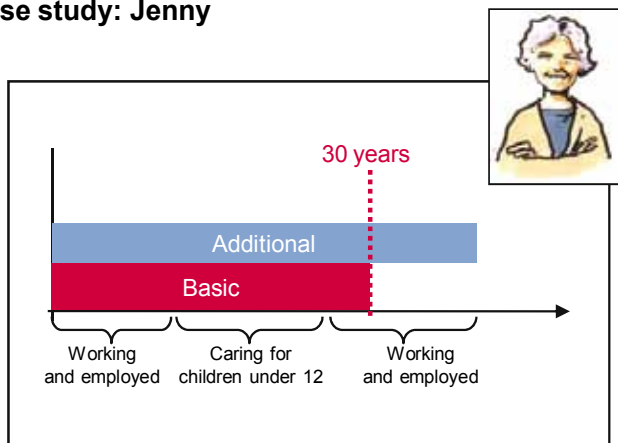 se study: Jenny
30 years
Additional
Basic
Working
and employed
Caring for
children under 12
Working
and employed